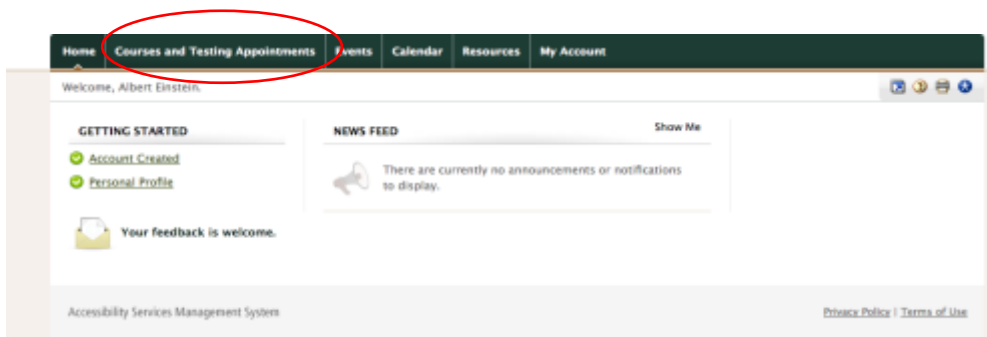 Home Courses and Testing Appointments Events Calendar Resources My Account
Welcome, Albert Einstein.
GETTING STARTED
Account Created
Personal Profile
Your feedback is welcome.
NEWS FEED Show Me
There are currently no announcements or notifications
to display.
Accessibility Services Management System
Privacy Policy | Terms of Use